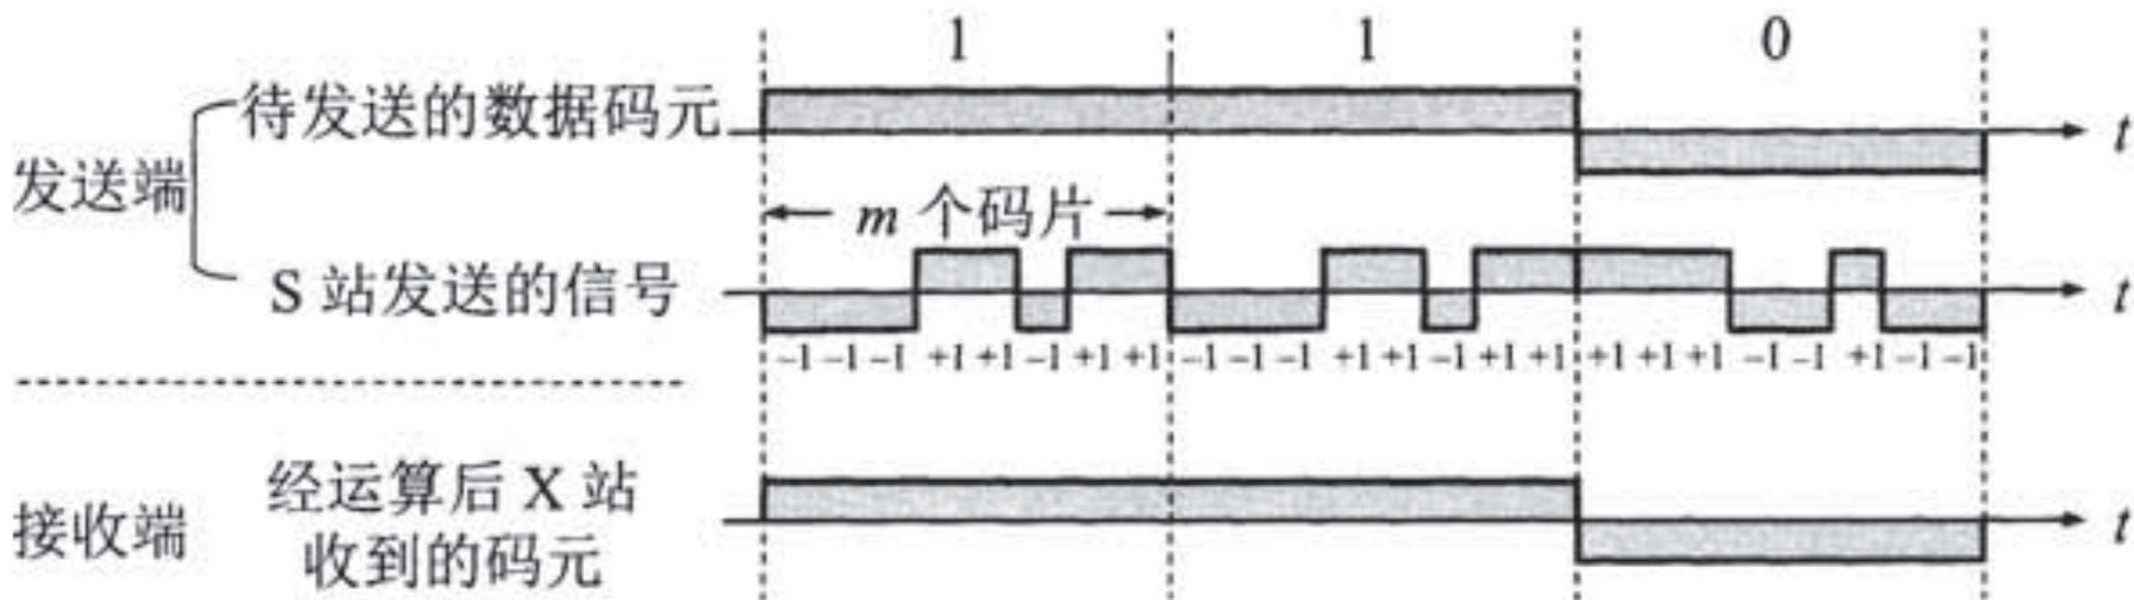 1 1 0
待发送的数据码元
t
发送端
m 个码片
S 站发送的信号
t
-1 -1 -1 +1 +1 -1 +1 +1 -1 -1 -1 +1 +1 -1 +1 +1 +1 +1 +1 -1 -1 +1 -1 -1
接收端
经运算后 X 站
收到的码元
t